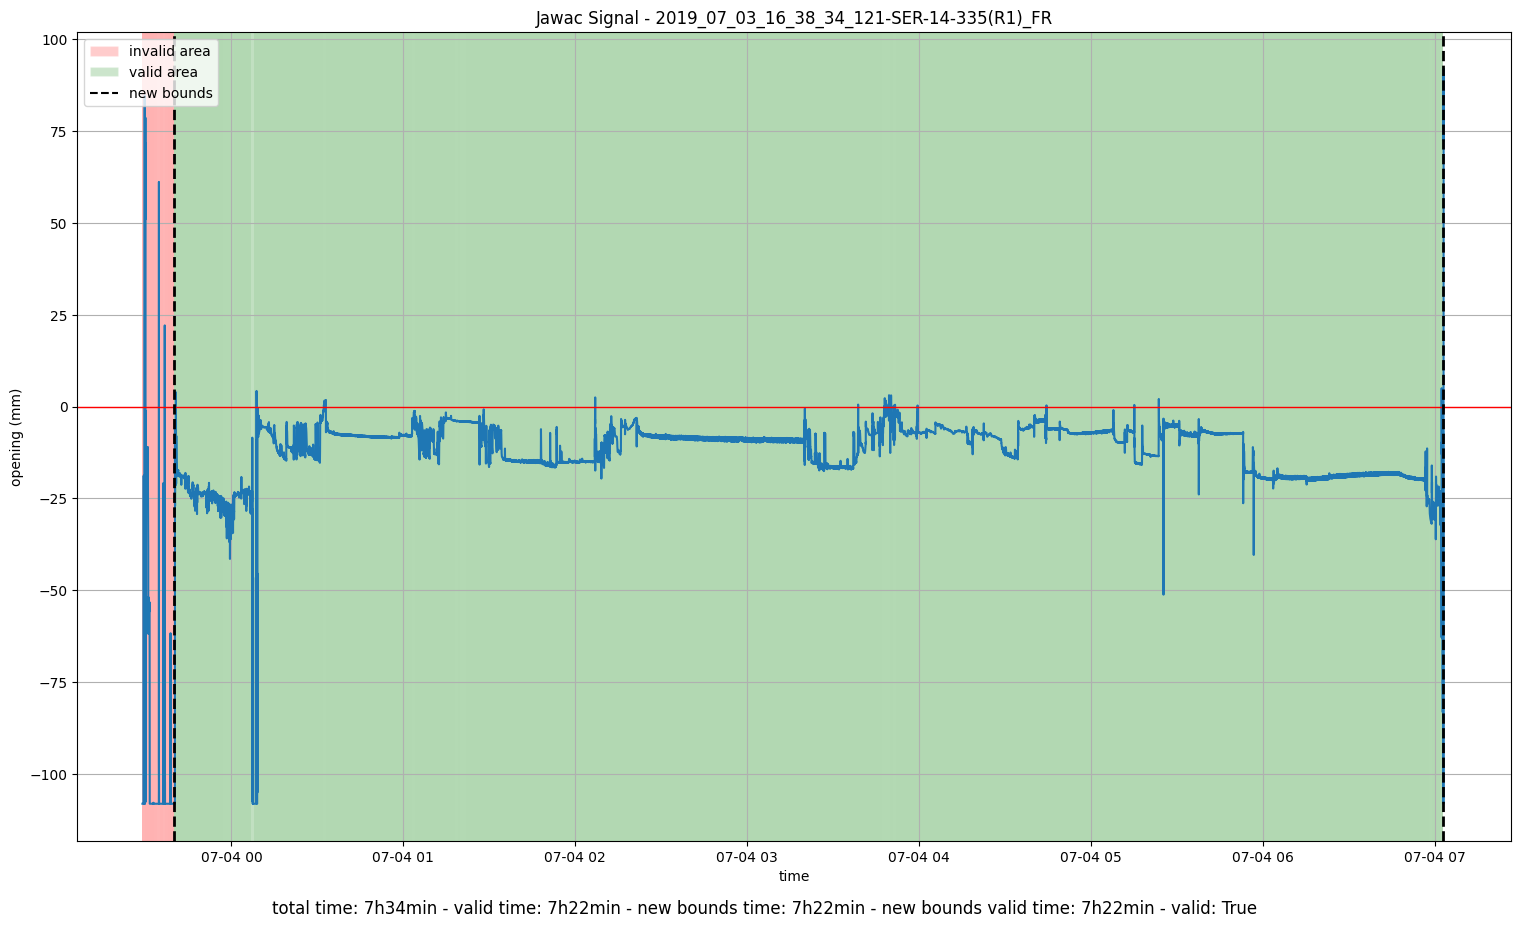 Jawac Signal - 2019_07_03_16_38_34_121-SER-14-335(R1)_FR
invalid area
valid area
new bounds
100
75
50
25
0
−25
−50
−75
−100
opening (mm)
07-04 00
07-04 01
07-04 02
07-04 03
07-04 04
07-04 05
07-04 06
07-04 07
time
total time: 7h34min - valid time: 7h22min - new bounds time: 7h22min - new bounds valid time: 7h22min - valid: True